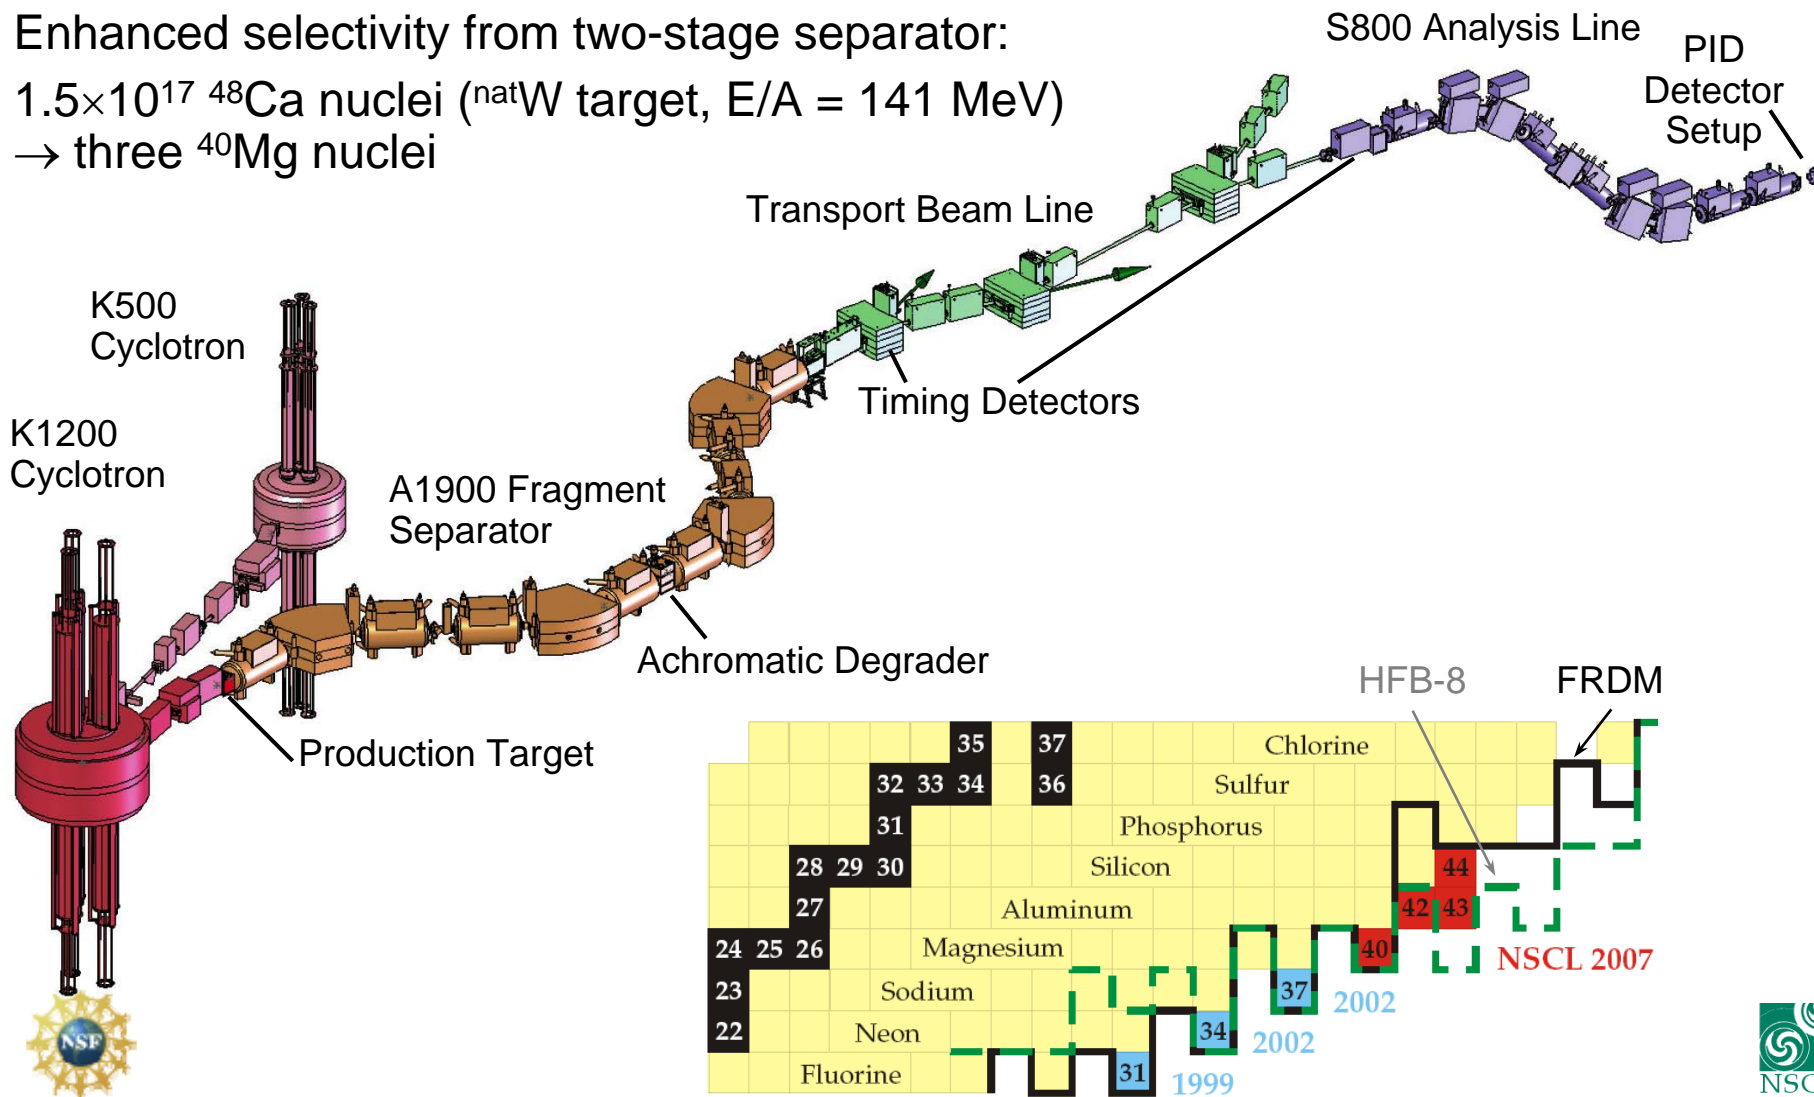 Enhanced selectivity from two-stage separator:
1.5×10¹⁷ ⁴⁸Ca nuclei (ⁿᵃᵗW target, E/A = 141 MeV)
→ three ⁴⁰Mg nuclei
S800 Analysis Line
PID
Detector
Setup
Transport Beam Line
K500
Cyclotron
Timing Detectors
K1200
Cyclotron
A1900 Fragment
Separator
Achromatic Degrader
Production Target
HFB-8
FRDM
35 37 Chlorine
32 33 34 36 Sulfur
31 Phosphorus
28 29 30 Silicon 44
27 Aluminum 42 43
24 25 26 Magnesium 40 NSCL 2007
23 Sodium 37 2002
22 Neon 34 2002
Fluorine 31 1999
NSF
NSC